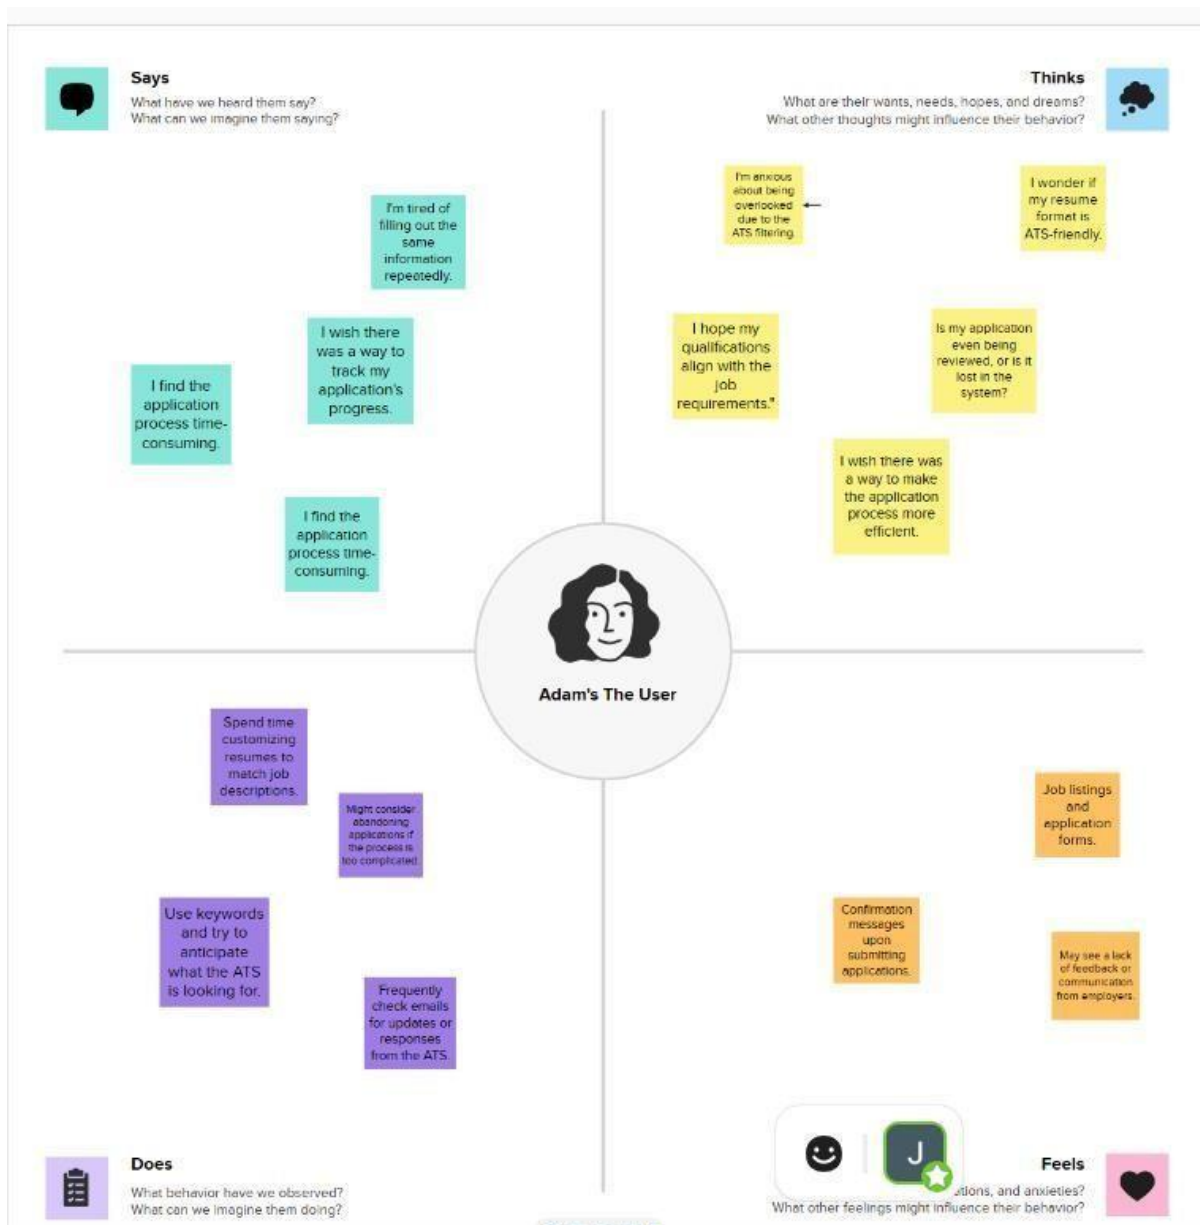 Says
What have we heard them say?
What can we imagine them saying?
I'm tired of
filling out the
same
information
repeatedly.
I wish there
was a way to
track my
application's
progress.
I find the
application
process time-
consuming.
I find the
application
process time-
consuming.
Thinks
What are their wants, needs, hopes, and dreams?
What other thoughts might influence their behavior?
I'm anxious
about being
overlooked
due to the
ATS filtering.
I wonder if
my resume
format is
ATS-friendly.
I hope my
qualifications
align with the
job
requirements."
Is my application
even being
reviewed, or is it
lost in the
system?
I wish there was
a way to make
the application
process more
efficient.
Adam's The User
Spend time
customizing
resumes to
match job
descriptions.
Might consider
abandoning
applications if
the process is
too complicated.
Use keywords
and try to
anticipate
what the ATS
is looking for.
Frequently
check emails
for updates or
responses
from the ATS.
Does
What behavior have we observed?
What can we imagine them doing?
Job listings
and
application
forms.
Confirmation
messages
upon
submitting
applications.
May see a lack
of feedback or
communication
from employers.
J
Feels
and anxieties?
What other feelings might influence their behavior?